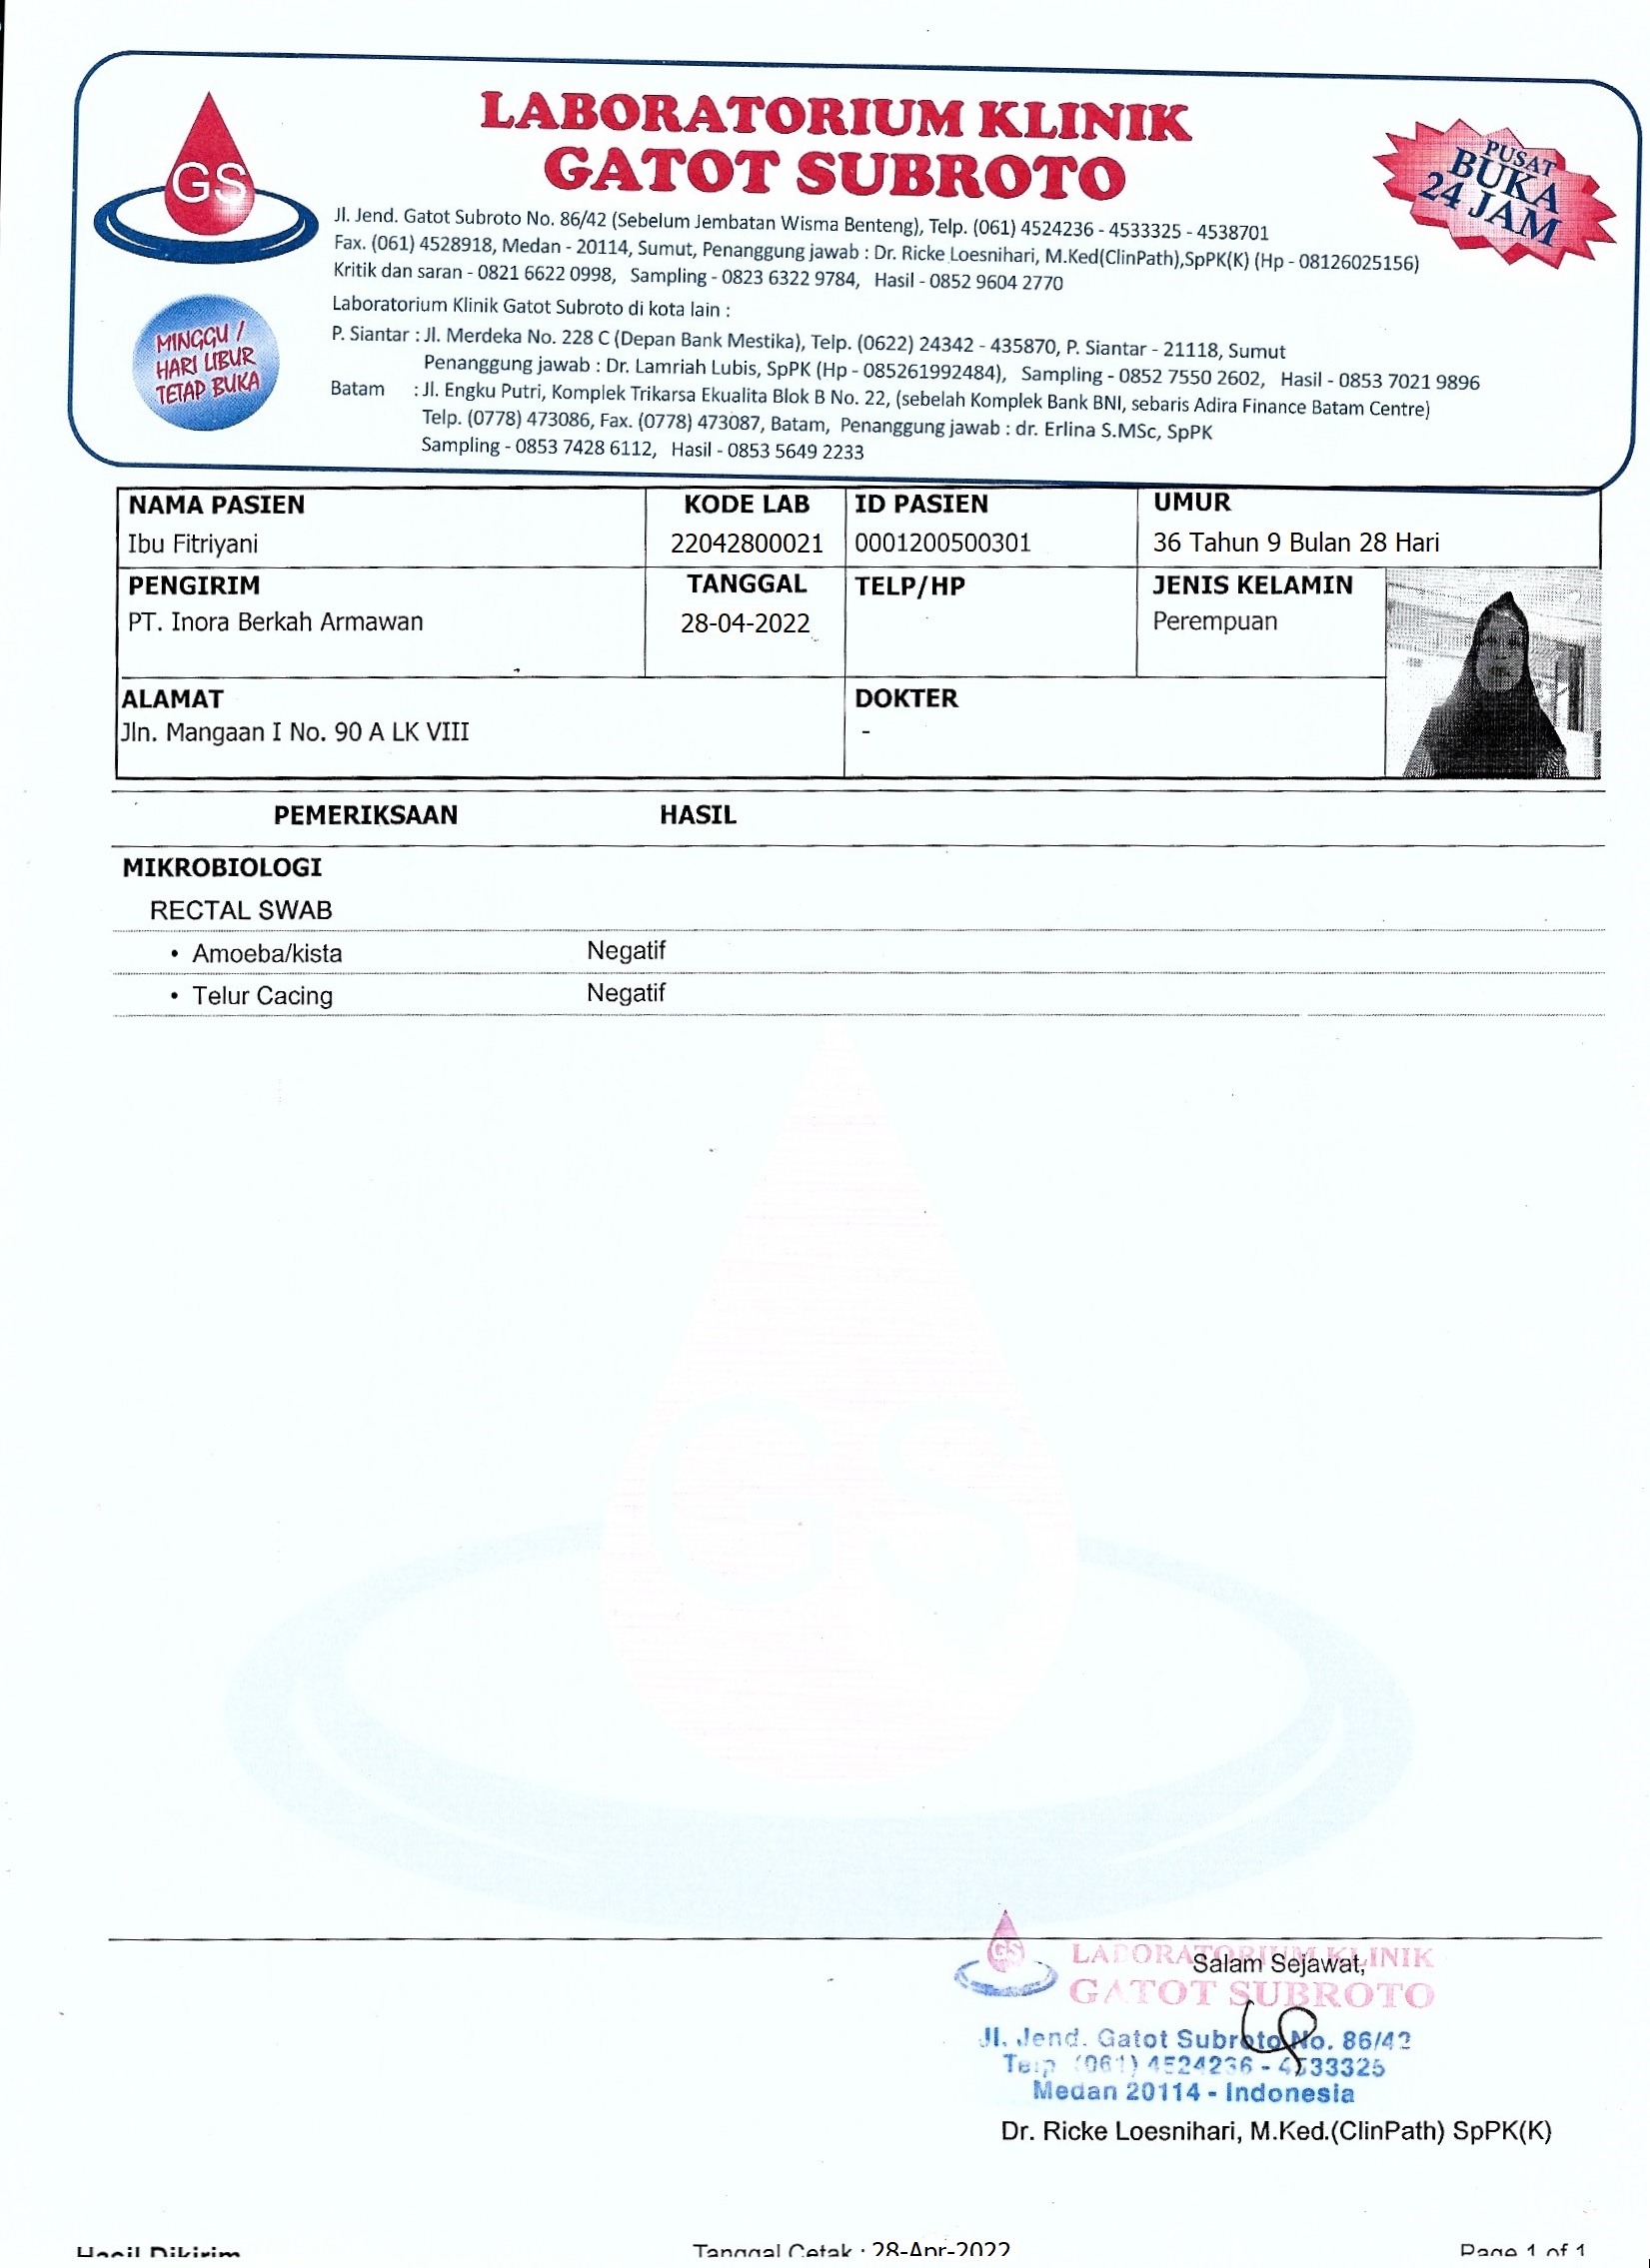 LABORATORIUM KLINIK
GATOT SUBROTO
GS
PUSAT
BUKA
24 JAM
Jl. Jend. Gatot Subroto No. 86/42 (Sebelum Jembatan Wisma Benteng), Telp. (061) 4524236 - 4533325 - 4538701
Fax. (061) 4528918, Medan - 20114, Sumut, Penanggung jawab : Dr. Ricke Loesnihari, M.Ked(ClinPath),SpPK(K) (Hp - 08126025156)
Kritik dan saran - 0821 6622 0998, Sampling - 0823 6322 9784, Hasil - 0852 9604 2770
Laboratorium Klinik Gatot Subroto di kota lain :
MINGGU /
HARI LIBUR
TETAP BUKA
P. Siantar : Jl. Merdeka No. 228 C (Depan Bank Mestika), Telp. (0622) 24342 - 435870, P. Siantar - 21118, Sumut
Penanggung jawab : Dr. Lamriah Lubis, SpPK (Hp - 085261992484), Sampling - 0852 7550 2602, Hasil - 0853 7021 9896
Batam : Jl. Engku Putri, Komplek Trikarsa Ekualita Blok B No. 22, (sebelah Komplek Bank BNI, sebaris Adira Finance Batam Centre)
Telp. (0778) 473086, Fax. (0778) 473087, Batam, Penanggung jawab : dr. Erlina S.MSc, SpPK
Sampling - 0853 7428 6112, Hasil - 0853 5649 2233
NAMA PASIEN KODE LAB ID PASIEN UMUR
Ibu Fitriyani 22042800021 0001200500301 36 Tahun 9 Bulan 28 Hari
PENGIRIM TANGGAL TELP/HP JENIS KELAMIN
PT. Inora Berkah Armawan 28-04-2022 Perempuan
ALAMAT DOKTER
Jln. Mangaan I No. 90 A LK VIII -
PEMERIKSAAN HASIL
MIKROBIOLOGI
RECTAL SWAB
• Amoeba/kista Negatif
• Telur Cacing Negatif
GS
GS
LABORATORIUM KLINIK
Salam Sejawat,
GATOT SUBROTO
Jl. Jend. Gatot Subroto No. 86/42
Telp (061) 4524236 - 4533325
Medan 20114 - Indonesia
Dr. Ricke Loesnihari, M.Ked.(ClinPath) SpPK(K)
Hasil Dikirim Tanggal Cetak : 28-Apr-2022 Page 1 of 1